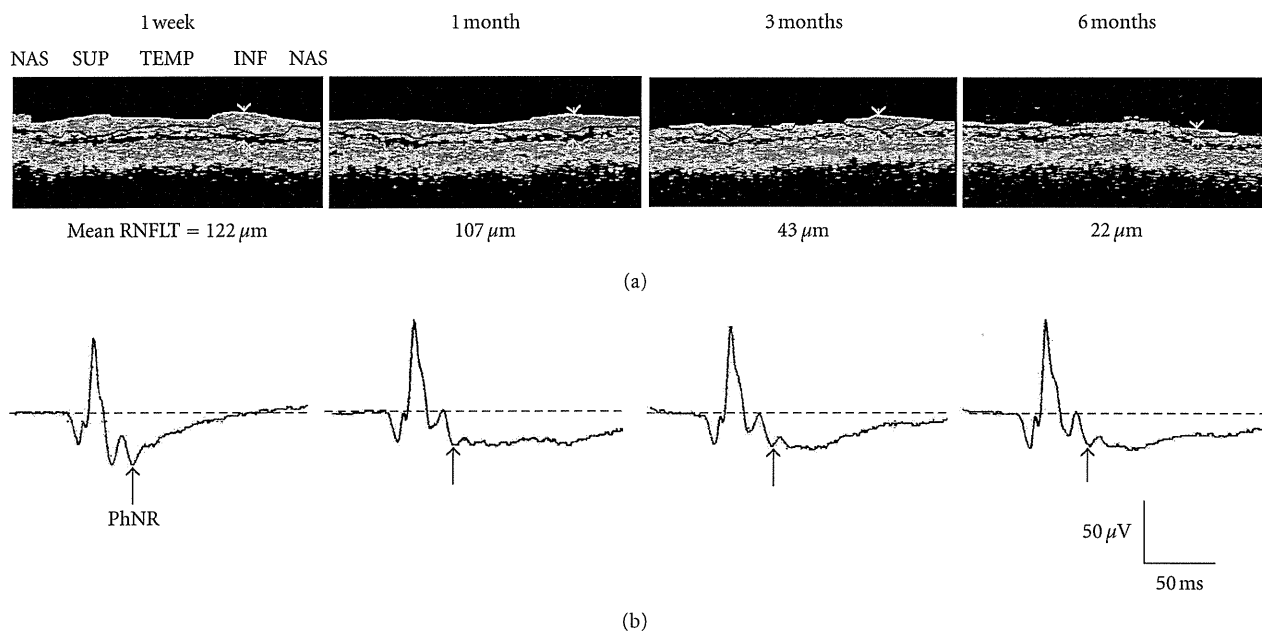 1 week 1 month 3 months 6 months
NAS SUP TEMP INF NAS
Mean RNFLT = 122 μm 107 μm 43 μm 22 μm
(a)
PhNR
50 μV
50 ms
(b)